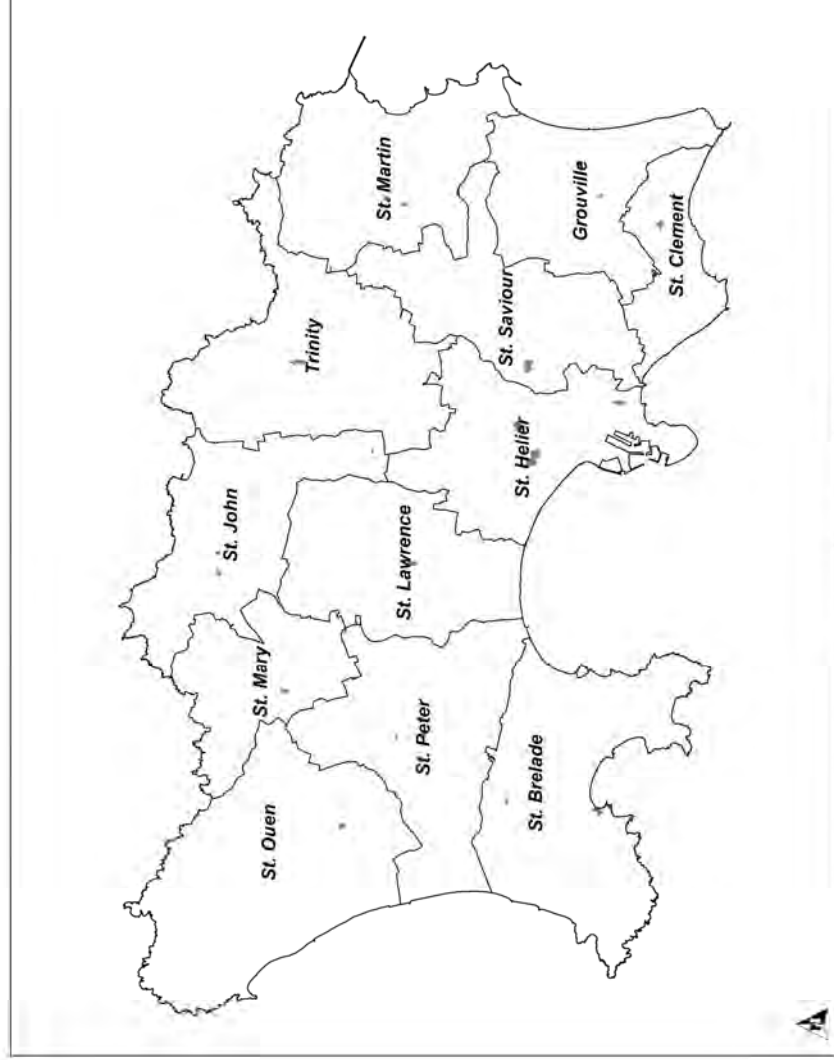 St. Martin
Grouville
St. Clement
Trinity
St. Saviour
St. John
St. Helier
St. Lawrence
St. Mary
St. Peter
St. Ouen
St. Brelade